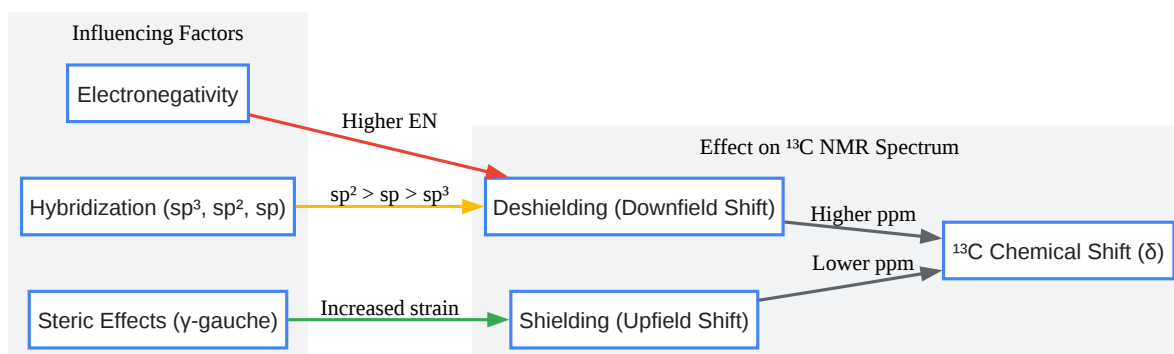 Influencing Factors
Electronegativity
Higher EN
Effect on ¹³C NMR Spectrum
Hybridization (sp³, sp², sp)
sp² > sp > sp³
Deshielding (Downfield Shift)
Higher ppm
¹³C Chemical Shift (δ)
Lower ppm
Steric Effects (γ-gauche)
Increased strain
Shielding (Upfield Shift)